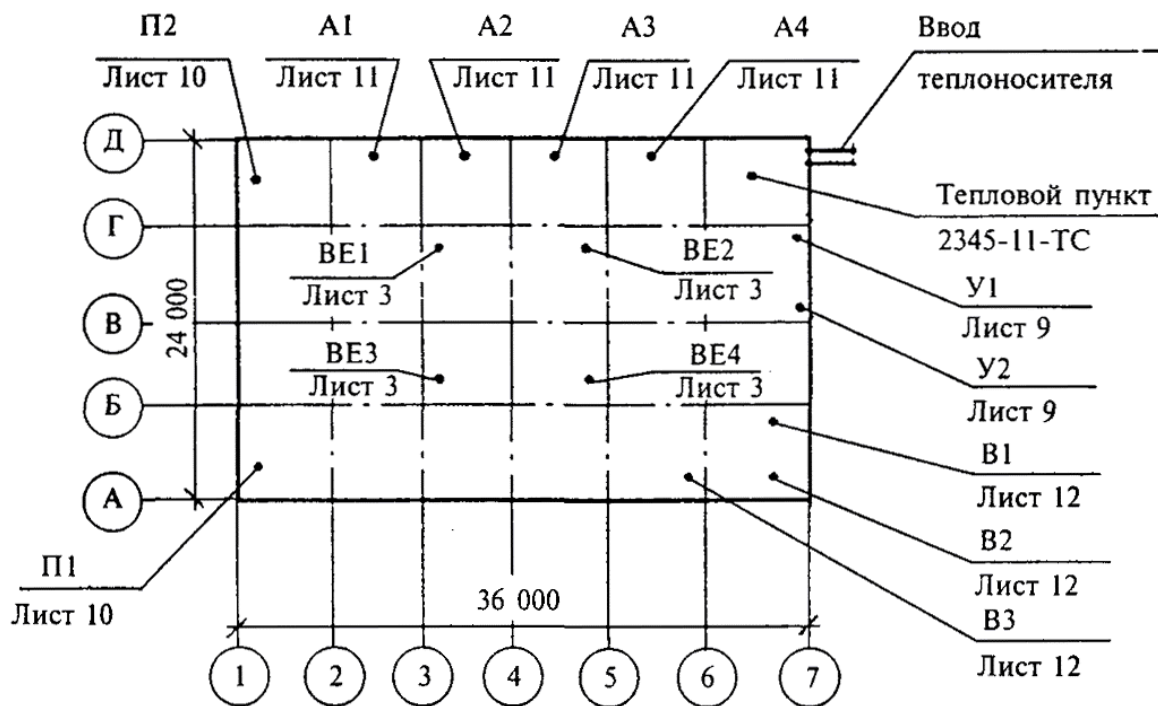 П2 А1 А2 А3 А4 Ввод
Лист 10 Лист 11 Лист 11 Лист 11 Лист 11 теплоносителя
Д
Тепловой пункт
2345-11-ТС
Г
ВЕ1 ВЕ2
Лист 3 Лист 3
У1
Лист 9
24 000
В
ВЕ3 ВЕ4
Лист 3 Лист 3
У2
Лист 9
Б
В1
Лист 12
А
В2
Лист 12
П1
Лист 10
36 000
В3
Лист 12
1 2 3 4 5 6 7